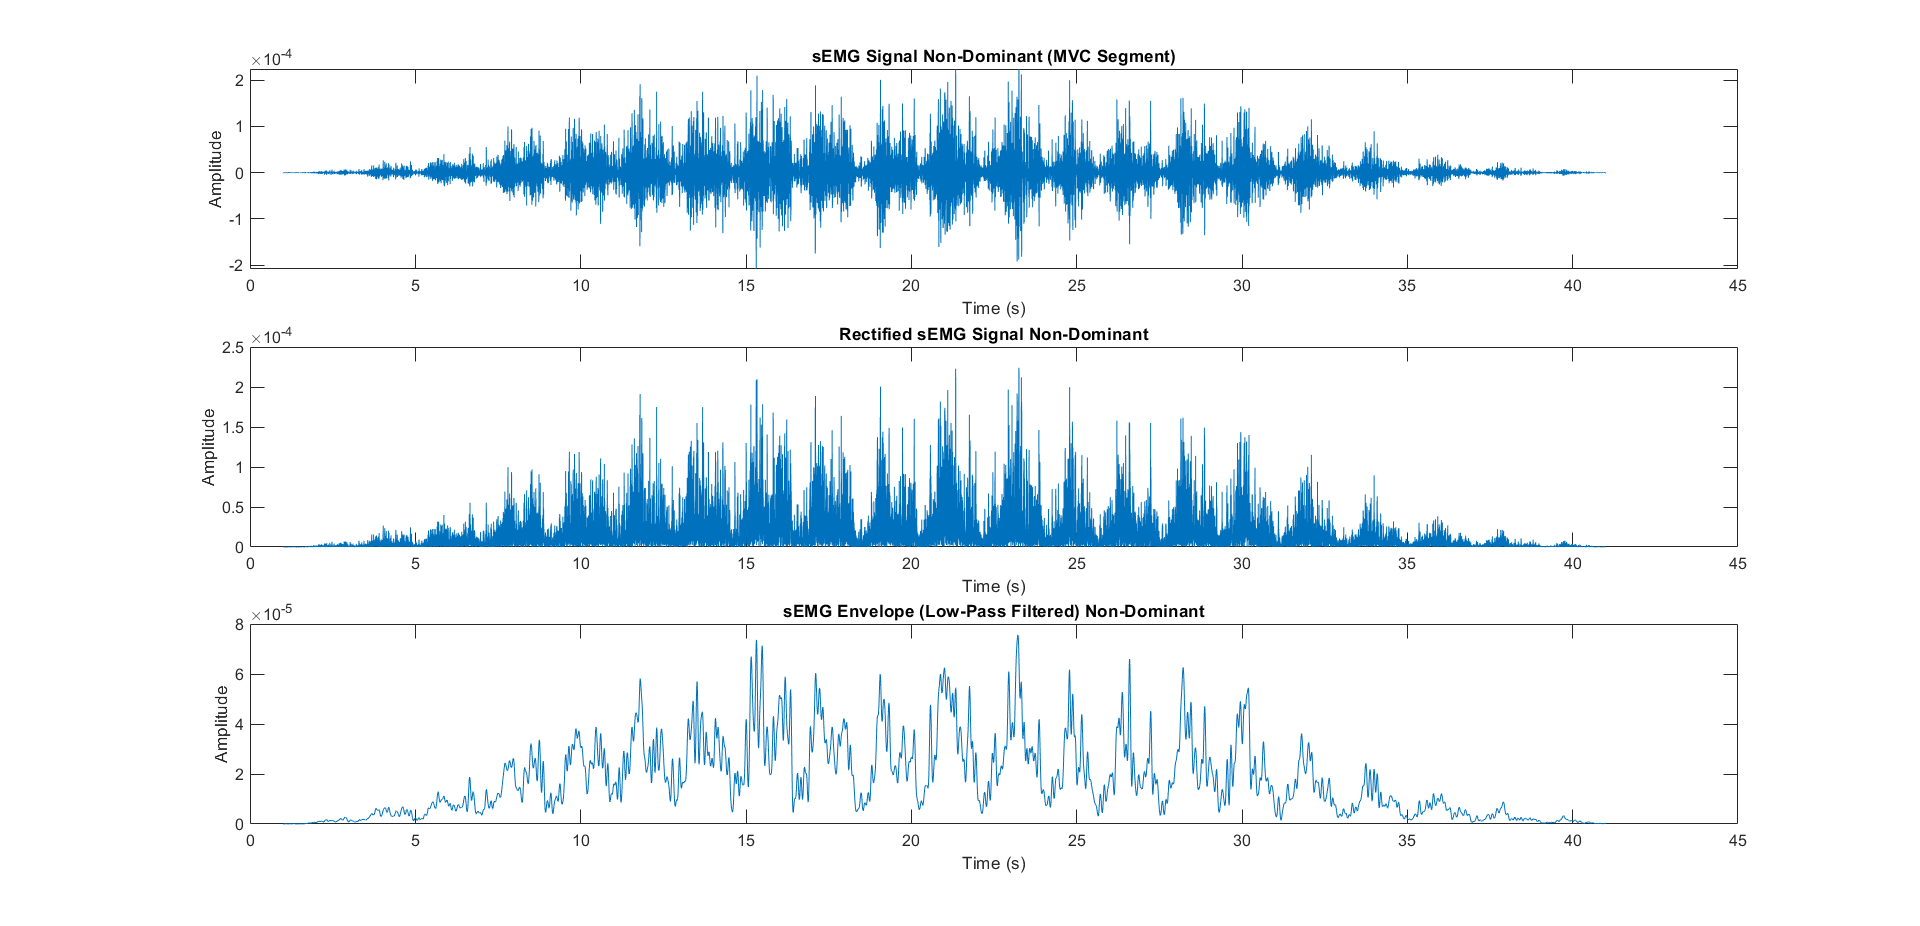 ×10-4
sEMG Signal Non-Dominant (MVC Segment)
2
1
0
-1
-2
Amplitude
0 5 10 15 20 25 30 35 40 45
Time (s)
×10-4
Rectified sEMG Signal Non-Dominant
2.5
2
1.5
1
0.5
0
Amplitude
0 5 10 15 20 25 30 35 40 45
Time (s)
×10-5
sEMG Envelope (Low-Pass Filtered) Non-Dominant
8
6
4
2
0
Amplitude
0 5 10 15 20 25 30 35 40 45
Time (s)